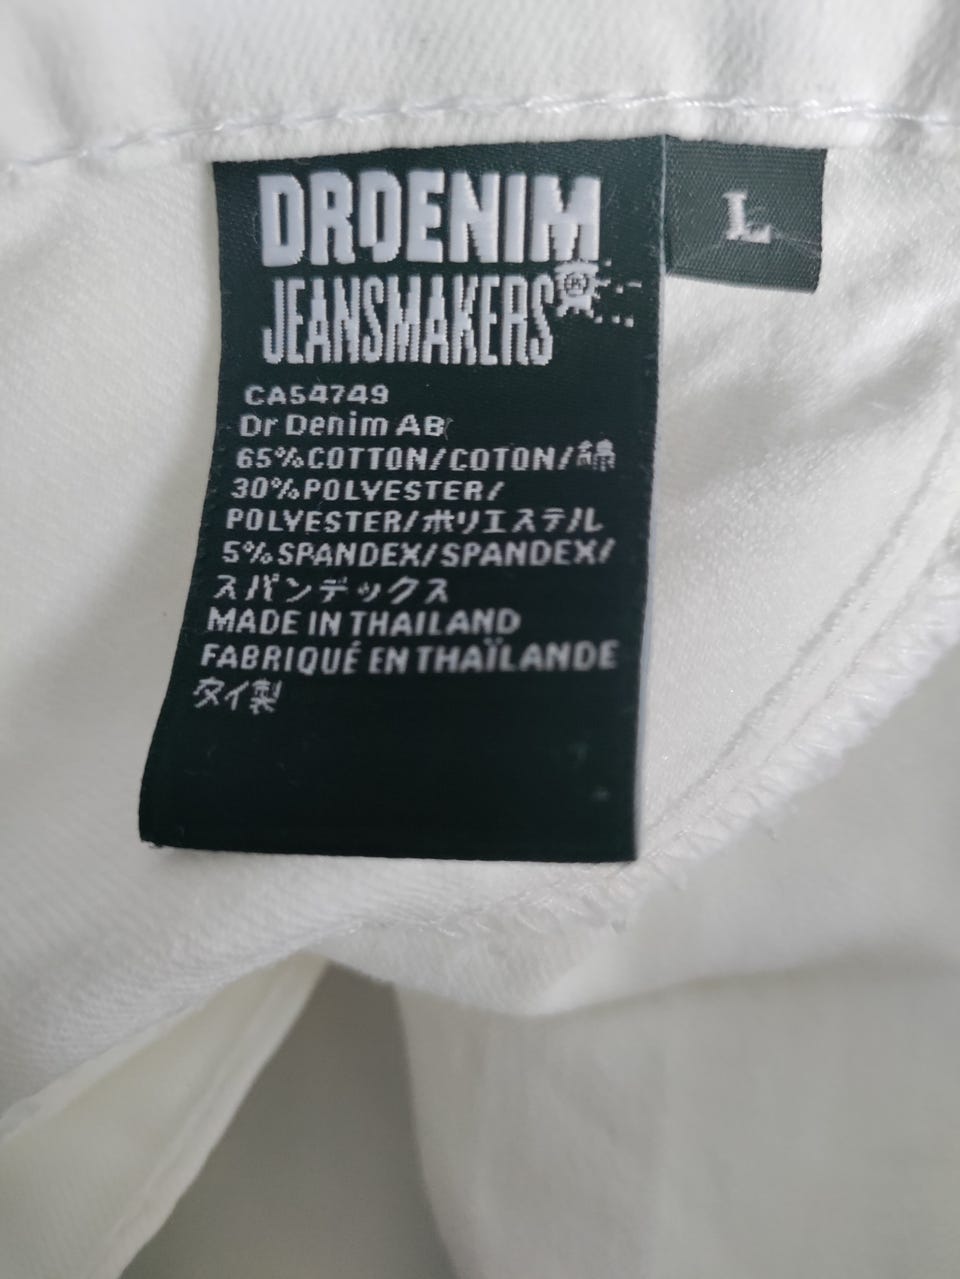 DRDENIM
L
JEANSMAKERS
CA54749
Dr Denim AB
65%COTTON/COTON/綿
30%POLYESTER/
POLYESTER/ポリエステル
5%SPANDEX/SPANDEX/
スパンデックス
MADE IN THAILAND
FABRIQUÉ EN THAÏLANDE
タイ製